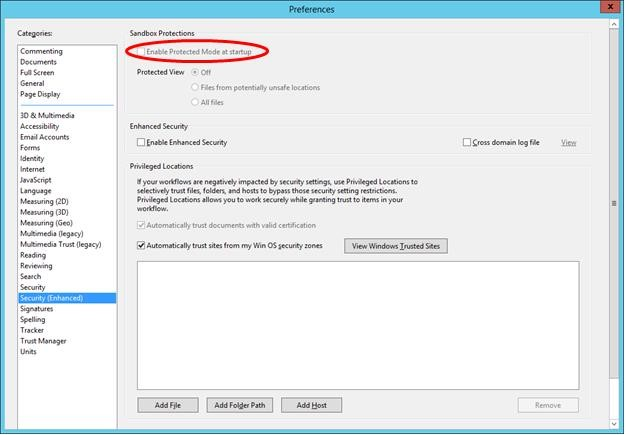 Preferences
x
Categories:
Commenting
Documents
Full Screen
General
Page Display
3D & Multimedia
Accessibility
Email Accounts
Forms
Identity
Internet
JavaScript
Language
Measuring (2D)
Measuring (3D)
Measuring (Geo)
Multimedia (legacy)
Multimedia Trust (legacy)
Reading
Reviewing
Search
Security
Security (Enhanced)
Signatures
Spelling
Tracker
Trust Manager
Units
Sandbox Protections
Enable Protected Mode at startup
Protected View
Off
Files from potentially unsafe locations
All files
Enhanced Security
Enable Enhanced Security
Cross domain log file
View
Privileged Locations
If your workflows are negatively impacted by security settings, use Privileged Locations to
selectively trust files, folders, and hosts to bypass those security setting restrictions.
Privileged Locations allows you to work securely while granting trust to items in your
workflow.
Automatically trust documents with valid certification
Automatically trust sites from my Win OS security zones
View Windows Trusted Sites
Add File
Add Folder Path
Add Host
Remove